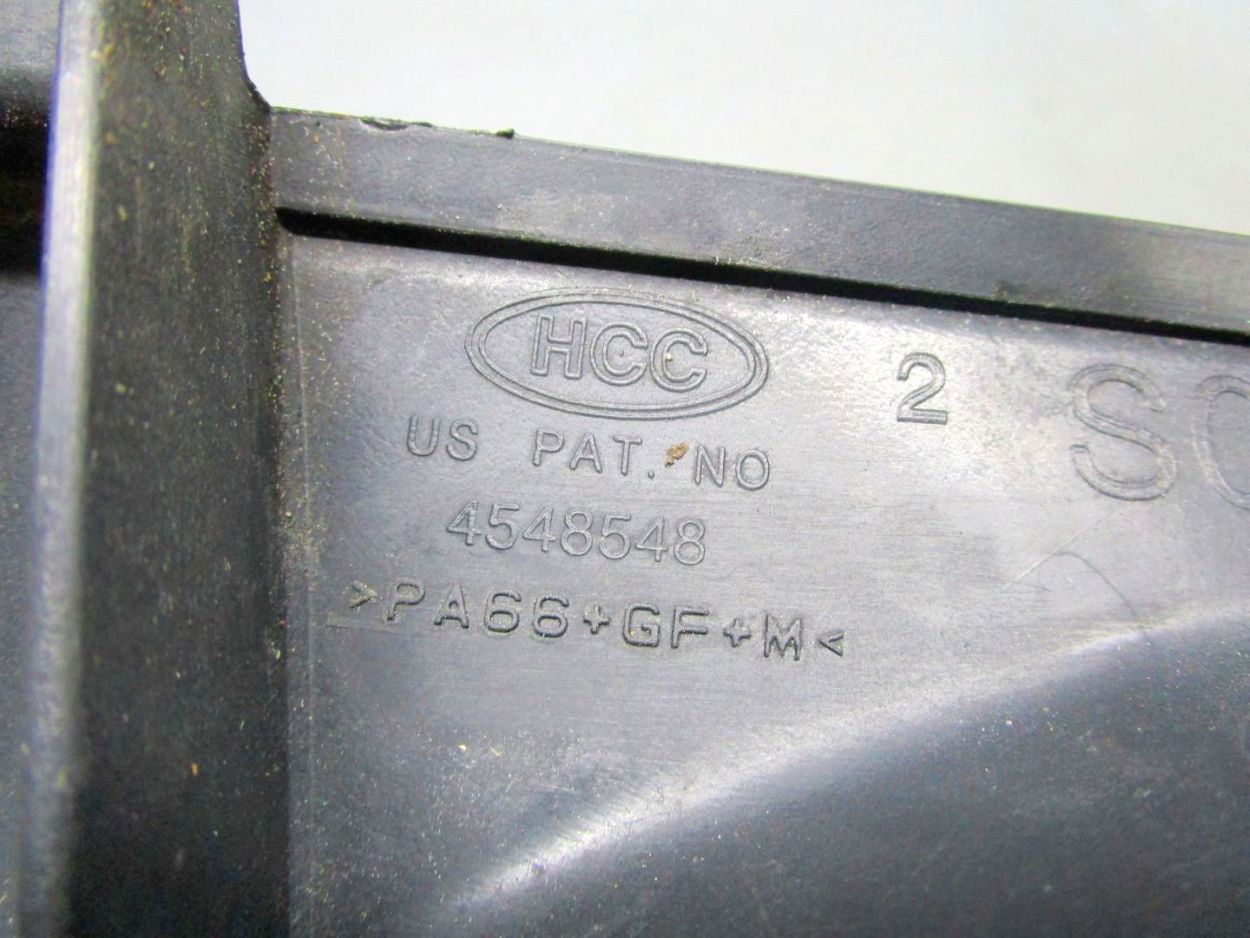 HCC
2
US PAT. NO
4548548
>PA66+GF+M<